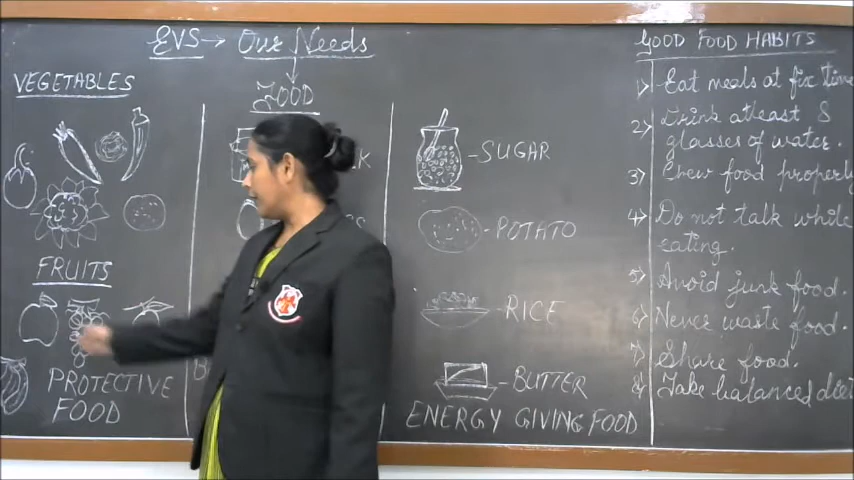 EVS → Our Needs
FOOD
VEGETABLES
FRUITS
PROTECTIVE
FOOD
SUGAR
POTATO
RICE
BUTTER
ENERGY GIVING FOOD
GOOD FOOD HABITS
1> Eat meals at fix time
2> Drink atleast 8
glasses of water.
3> Chew food properly.
4> Do not talk while
eating.
5> Avoid junk food.
6> Never waste food.
7> Share food.
8> Take balanced diet